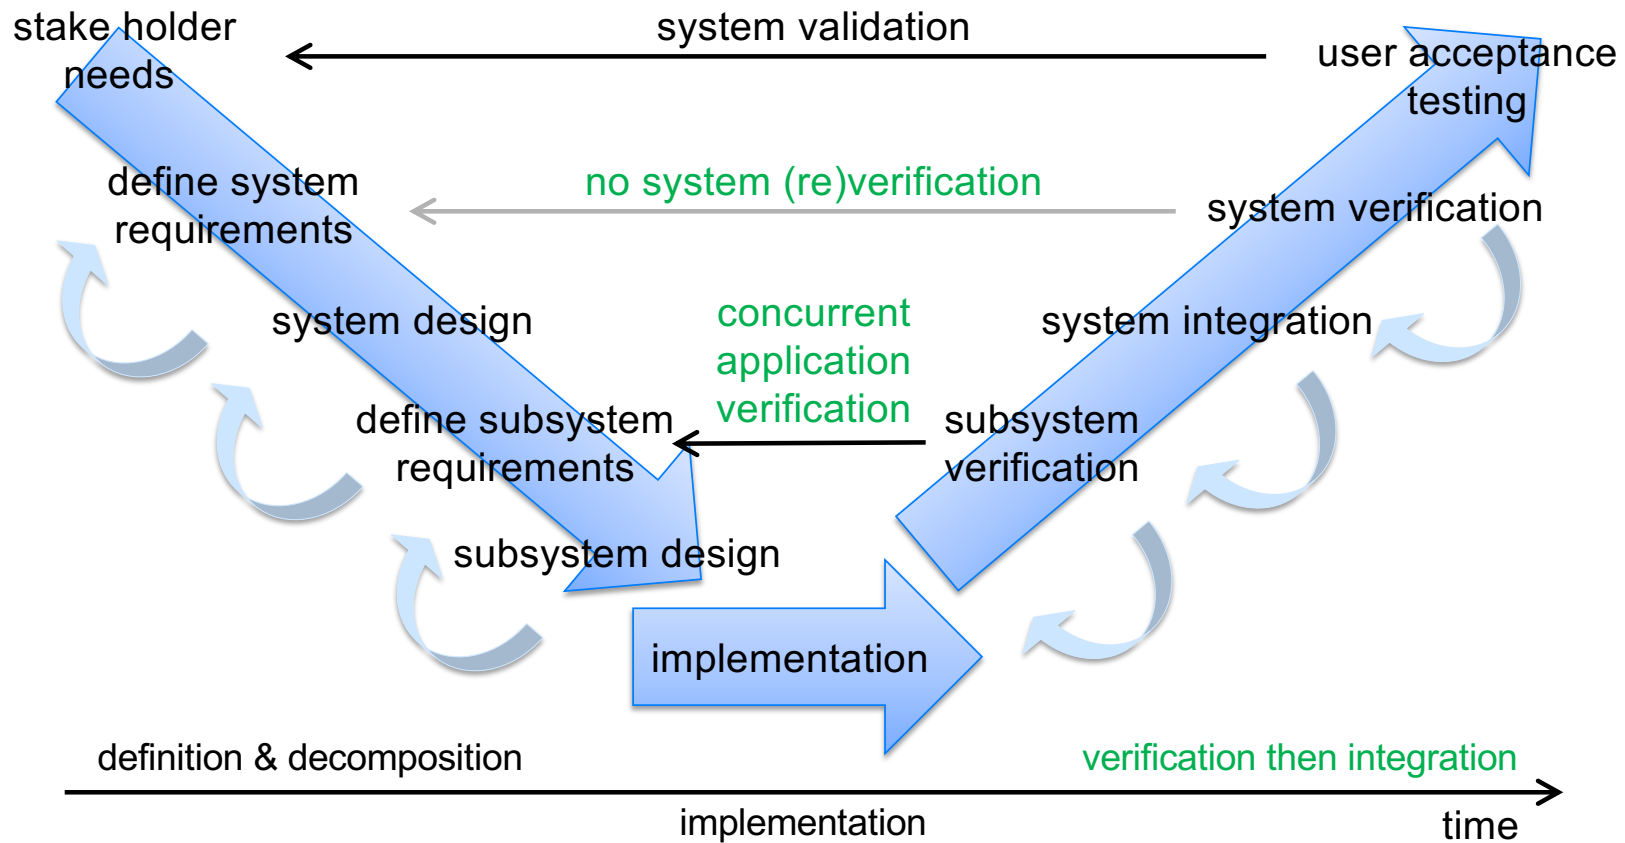 stake holder
needs
system validation
user acceptance
testing
define system
requirements
no system (re)verification
system verification
system design
concurrent
application
verification
system integration
define subsystem
requirements
subsystem
verification
subsystem design
implementation
definition & decomposition
verification then integration
implementation
time